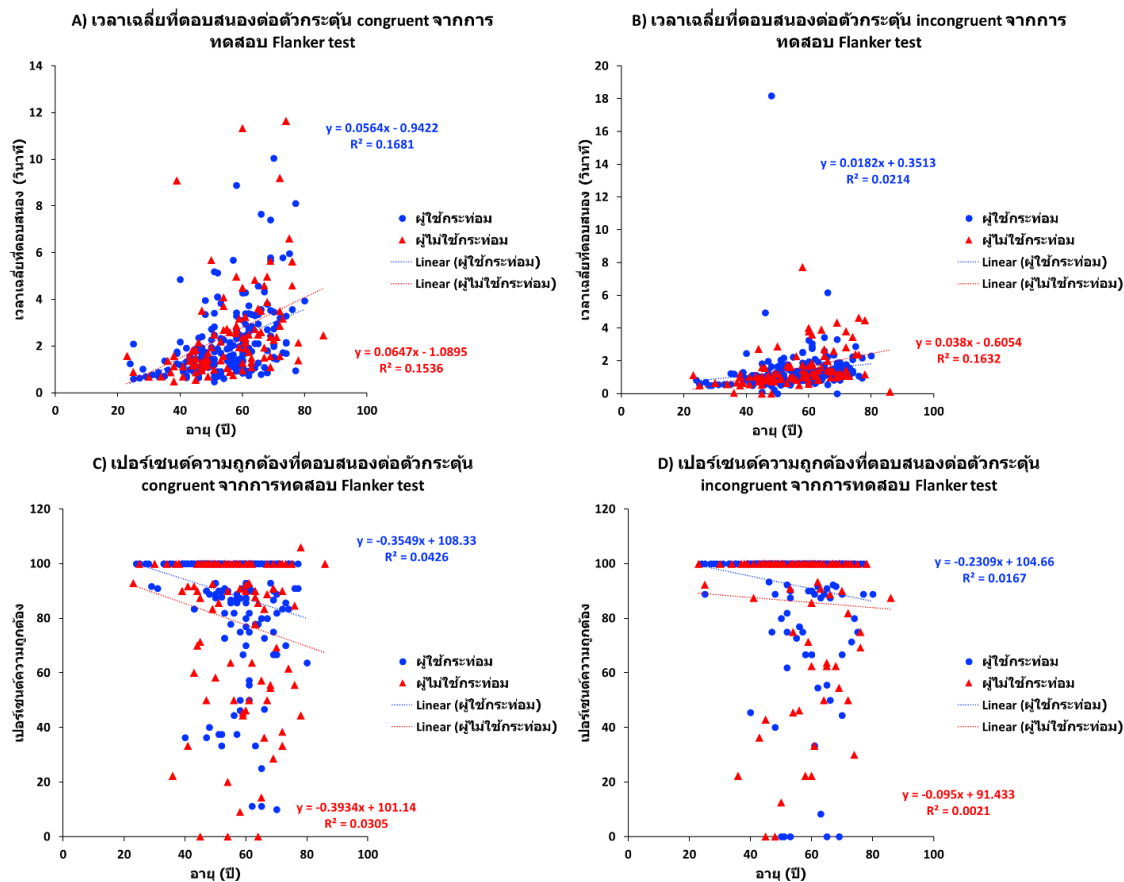 A) เวลาเฉลี่ยที่ตอบสนองต่อตัวกระตุ้น congruent จากการ
ทดสอบ Flanker test
14
12
10
8
6
4
2
0
0
20
40
60
80
100
เวลาเฉลี่ยที่ตอบสนอง (วินาที)
อายุ (ปี)
y = 0.0564x - 0.9422
R² = 0.1681
ผู้ใช้กระท่อม
ผู้ไม่ใช้กระท่อม
Linear (ผู้ใช้กระท่อม)
Linear (ผู้ไม่ใช้กระท่อม)
y = 0.0647x - 1.0895
R² = 0.1536
B) เวลาเฉลี่ยที่ตอบสนองต่อตัวกระตุ้น incongruent จากการ
ทดสอบ Flanker test
20
18
16
14
12
10
8
6
4
2
0
0
20
40
60
80
100
เวลาเฉลี่ยที่ตอบสนอง (วินาที)
อายุ (ปี)
y = 0.0182x + 0.3513
R² = 0.0214
ผู้ใช้กระท่อม
ผู้ไม่ใช้กระท่อม
Linear (ผู้ใช้กระท่อม)
Linear (ผู้ไม่ใช้กระท่อม)
y = 0.038x - 0.6054
R² = 0.1632
C) เปอร์เซนต์ความถูกต้องที่ตอบสนองต่อตัวกระตุ้น
congruent จากการทดสอบ Flanker test
120
100
80
60
40
20
0
0
20
40
60
80
100
เปอร์เซนต์ความถูกต้อง
อายุ (ปี)
y = -0.3549x + 108.33
R² = 0.0426
ผู้ใช้กระท่อม
ผู้ไม่ใช้กระท่อม
Linear (ผู้ใช้กระท่อม)
Linear (ผู้ไม่ใช้กระท่อม)
y = -0.3934x + 101.14
R² = 0.0305
D) เปอร์เซนต์ความถูกต้องที่ตอบสนองต่อตัวกระตุ้น
incongruent จากการทดสอบ Flanker test
120
100
80
60
40
20
0
0
20
40
60
80
100
เปอร์เซนต์ความถูกต้อง
อายุ (ปี)
y = -0.2309x + 104.66
R² = 0.0167
ผู้ใช้กระท่อม
ผู้ไม่ใช้กระท่อม
Linear (ผู้ใช้กระท่อม)
Linear (ผู้ไม่ใช้กระท่อม)
y = -0.095x + 91.433
R² = 0.0021